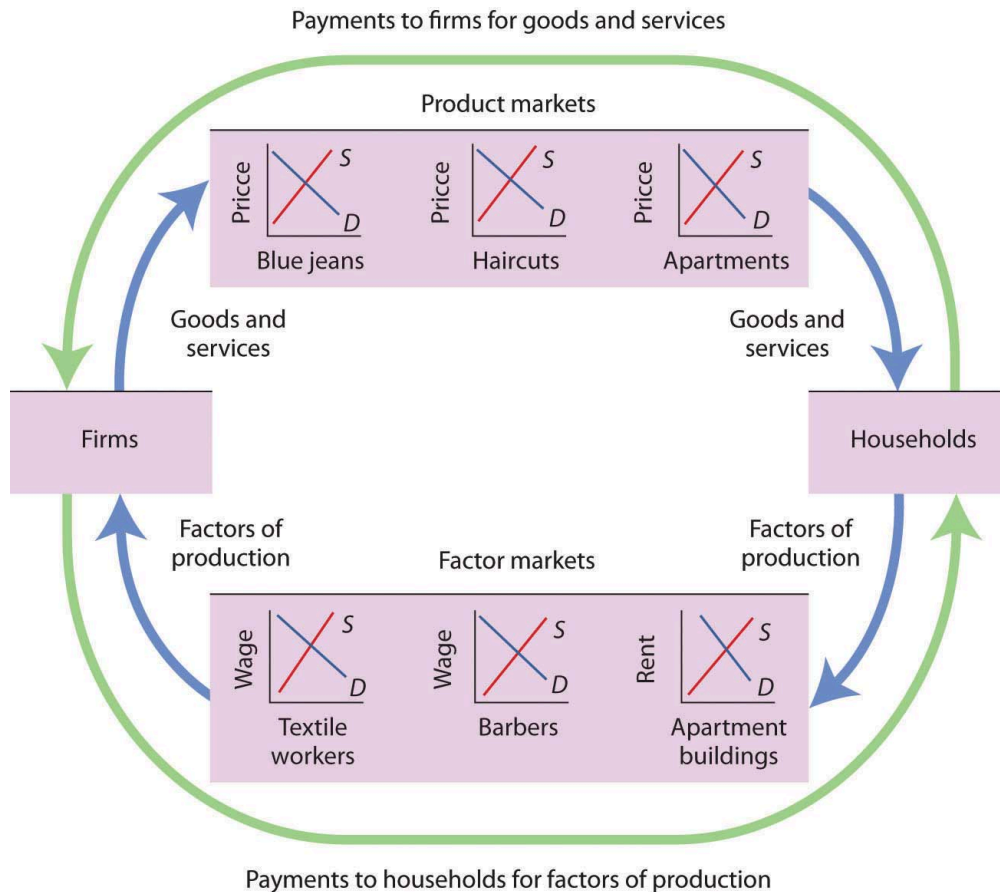 Payments to firms for goods and services
Product markets
Pricce
S
D
Blue jeans
Pricce
S
D
Haircuts
Pricce
S
D
Apartments
Goods and
services
Goods and
services
Firms
Households
Factors of
production
Factors of
production
Factor markets
Wage
S
D
Textile
workers
Wage
S
D
Barbers
Rent
S
D
Apartment
buildings
Payments to households for factors of production